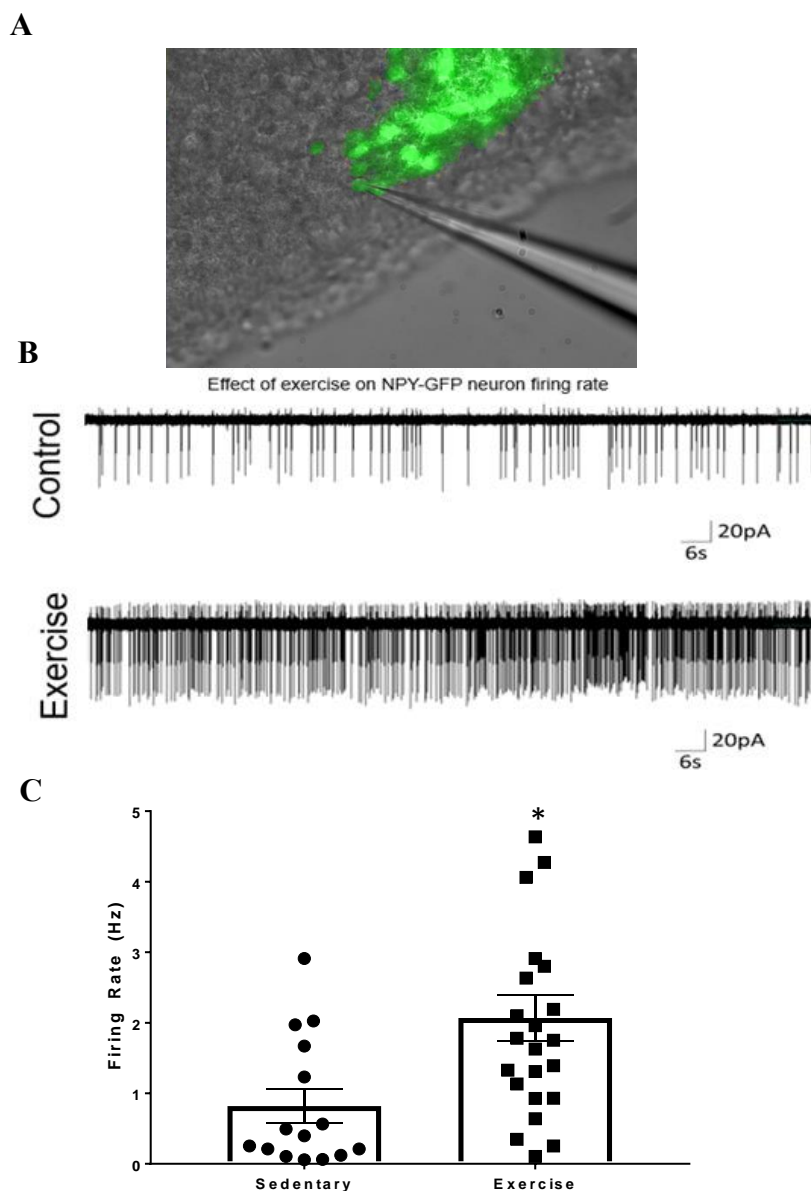 A
B
Effect of exercise on NPY-GFP neuron firing rate
Control
20pA
6s
Exercise
20pA
6s
C
*
5
4
3
2
1
0
Firing Rate (Hz)
Sedentary Exercise